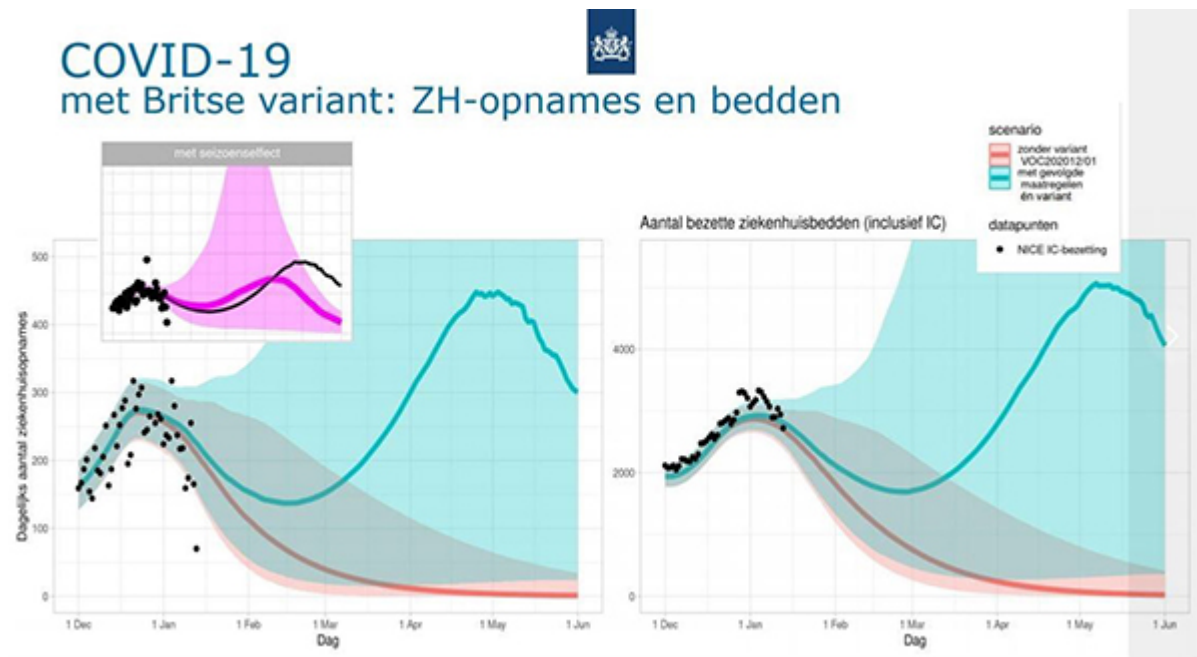 COVID-19
met Britse variant: ZH-opnames en bedden
met seizoenseffect
scenario
zonder variant
VOC202012/01
met gevolgde
maatregelen
én variant
datapunten
NICE IC-bezetting
Dagelijks aantal ziekenhuisopnamen
500
400
300
200
100
0
1 Dec
1 Jan
1 Feb
1 Mar
1 Apr
1 May
1 Jun
Dag
Aantal bezette ziekenhuisbedden (inclusief IC)
4000
2000
0
1 Dec
1 Jan
1 Feb
1 Mar
1 Apr
1 May
1 Jun
Dag